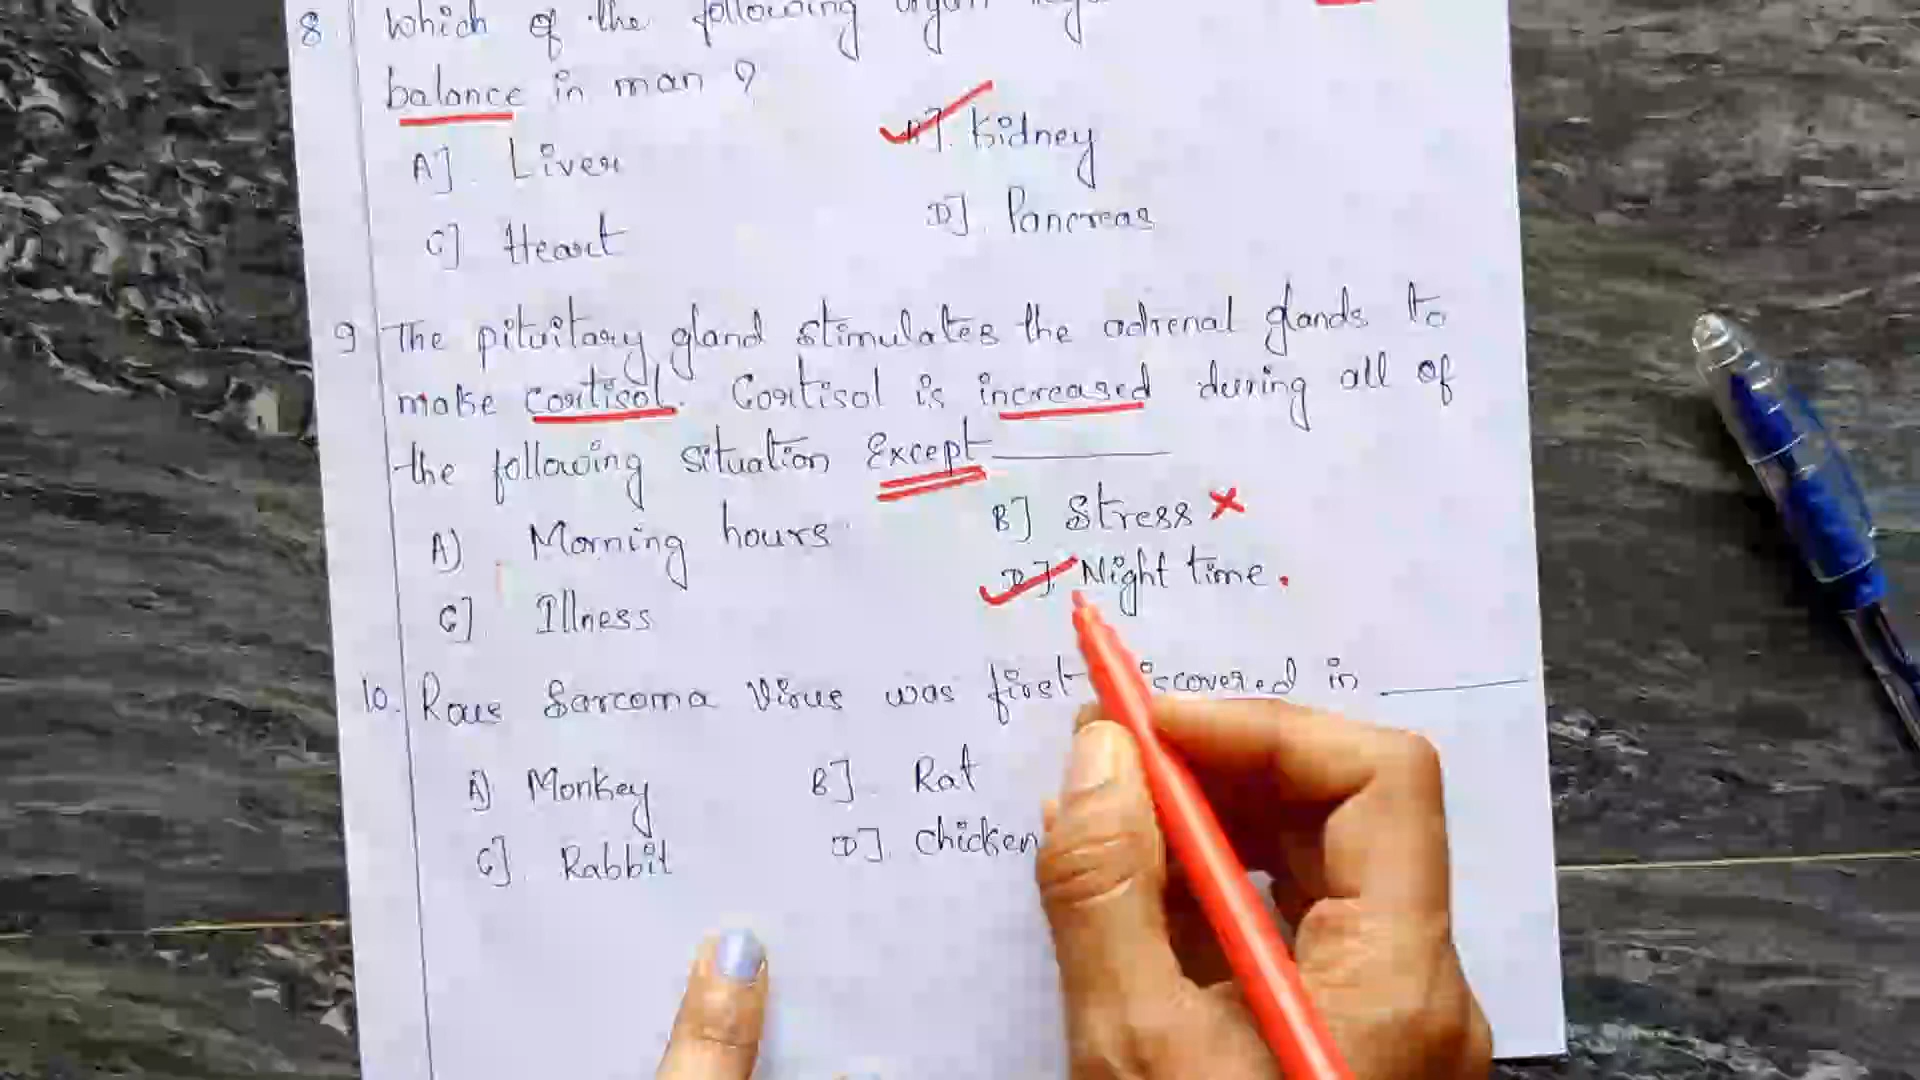 8. Which of the following organ
balance in man ?
A]. Liver
B]. Kidney
C] Heart
D]. Pancreas
9 The pituitary gland stimulates the adrenal glands to
make cortisol. Cortisol is increased during all of
the following situation Except
A) Morning hours
B] Stress
C] Illness
D]. Night time.
10. Rous Sarcoma Virus was first in
A) Monkey
B]. Rat
C]. Rabbit
D]. Chicken